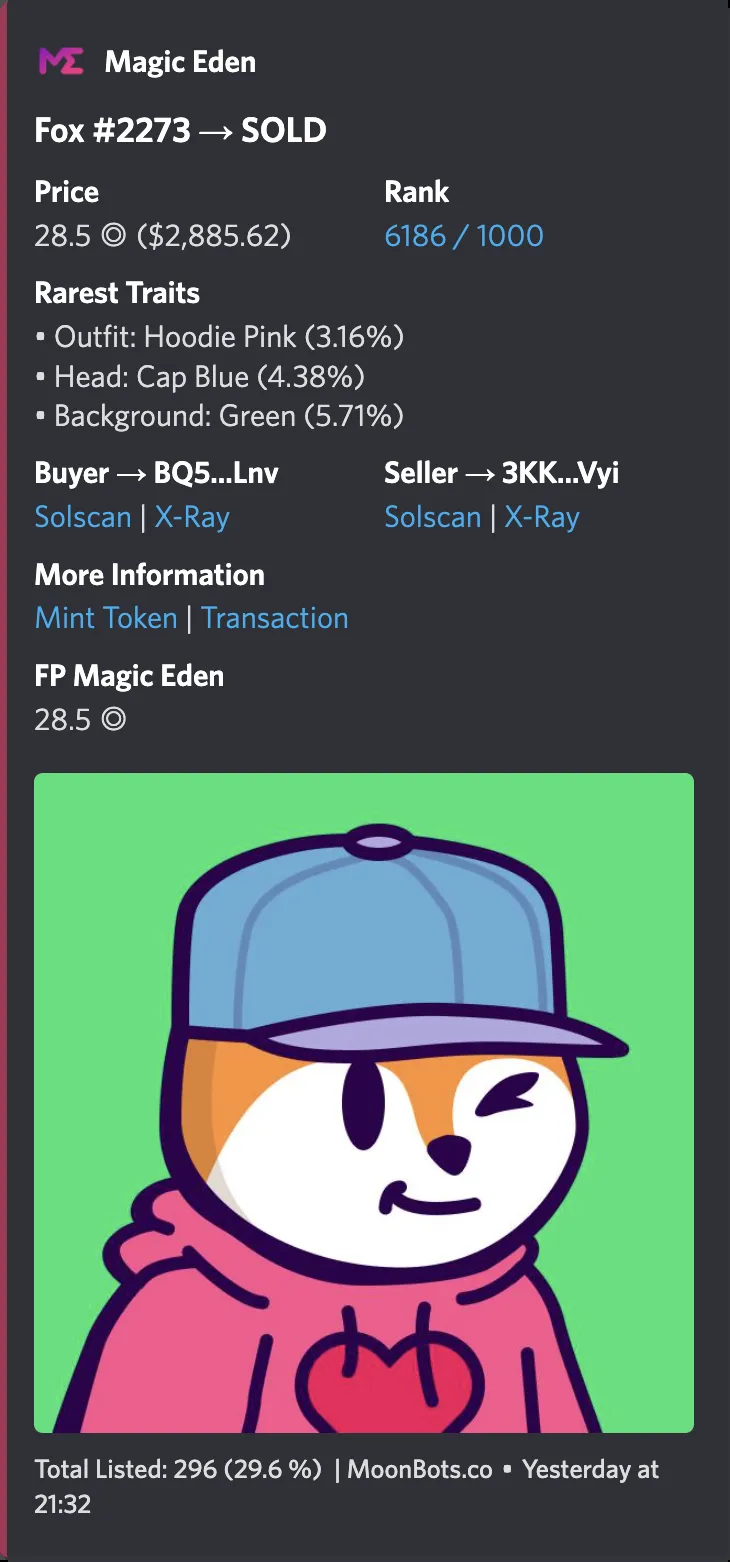 ME Magic Eden
Fox #2273 → SOLD
Price Rank
28.5 ◎ ($2,885.62) 6186 / 1000
Rarest Traits
• Outfit: Hoodie Pink (3.16%)
• Head: Cap Blue (4.38%)
• Background: Green (5.71%)
Buyer → BQ5...Lnv Seller → 3KK...Vyi
Solscan | X-Ray Solscan | X-Ray
More Information
Mint Token | Transaction
FP Magic Eden
28.5 ◎
Total Listed: 296 (29.6 %) | MoonBots.co • Yesterday at
21:32